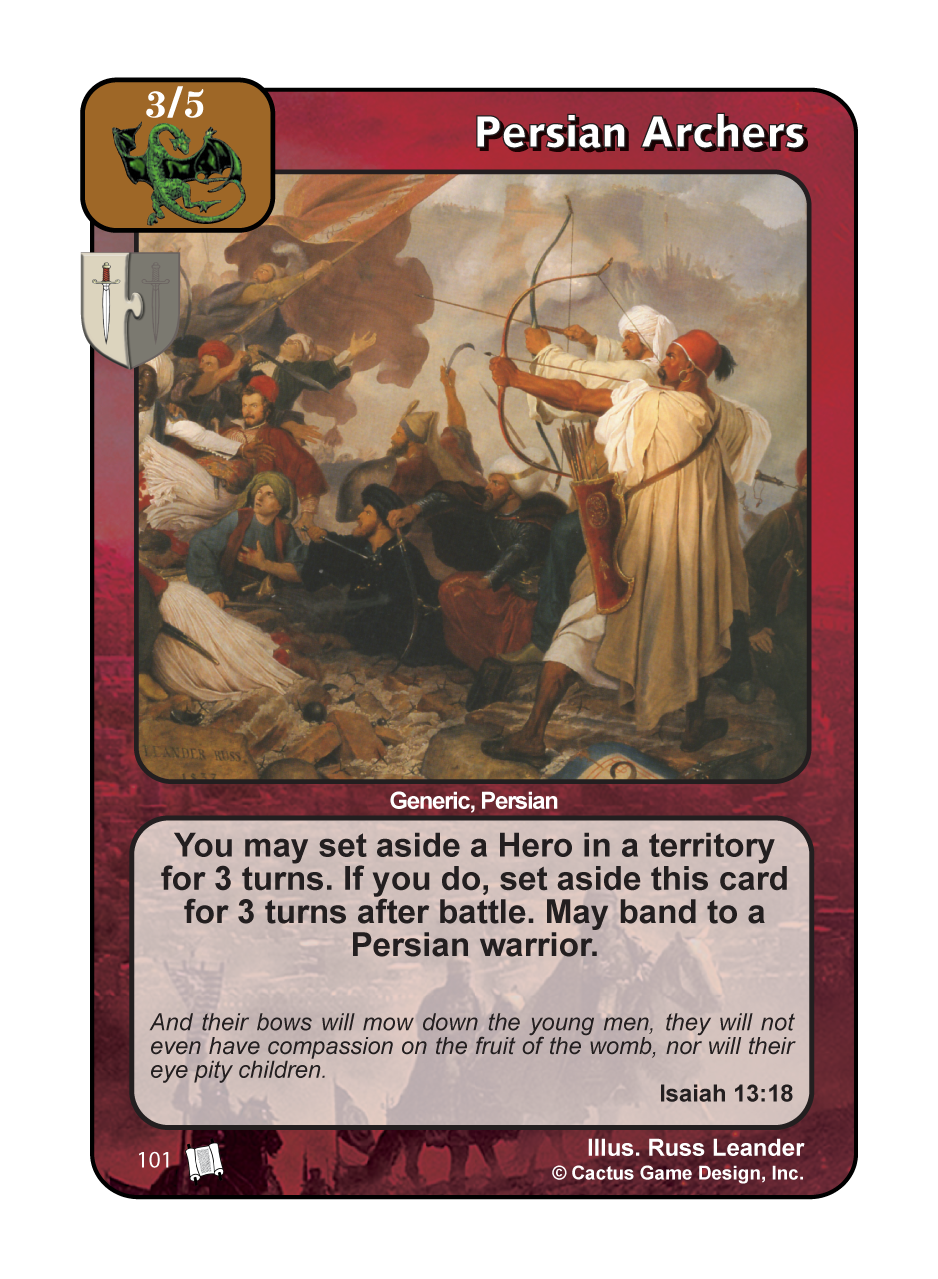 3/5
Persian Archers
LEANDER RUSS
1837
Generic, Persian
You may set aside a Hero in a territory
for 3 turns. If you do, set aside this card
for 3 turns after battle. May band to a
Persian warrior.
And their bows will mow down the young men, they will not
even have compassion on the fruit of the womb, nor will their
eye pity children.
Isaiah 13:18
101
Illus. Russ Leander
© Cactus Game Design, Inc.